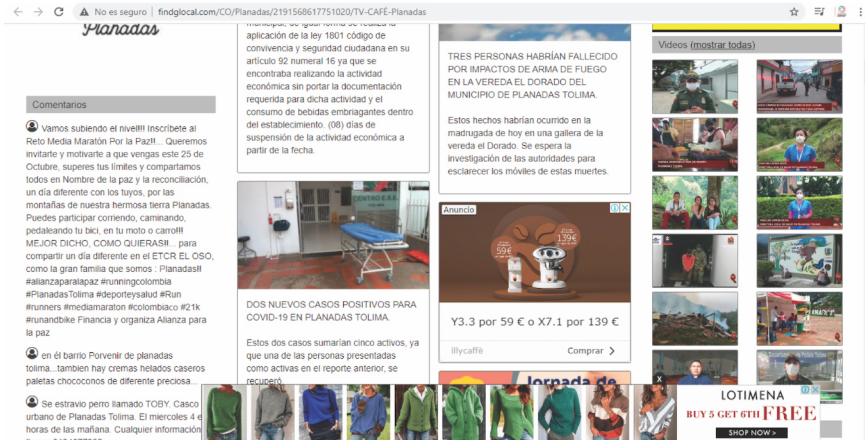 No es seguro | findglocal.com/CO/Planadas/2191568617751020/TV-CAFÉ-Planadas
Planadas
Comentarios
Vamos subiendo el nivel!!! Inscríbete al
Reto Media Maratón Por la Paz!!... Queremos
invitarte y motivarte a que vengas este 25 de
Octubre, superes tus límites y compartamos
todos en Nombre de la paz y la reconciliación,
un día diferente con los tuyos, por las
montañas de nuestra hermosa tierra Planadas.
Puedes participar corriendo, caminando,
pedaleando tu bici, en tu moto o carro!!!
MEJOR DICHO, COMO QUIERAS!!... para
compartir un día diferente en el ETCR EL OSO,
como la gran familia que somos : Planadas!!
#alianzaparalapaz #runningcolombia
#PlanadasTolima #deporteysalud #Run
#runners #mediamaraton #colombiaco #21k
#runandbike Financia y organiza Alianza para
la paz
en él barrio Porvenir de planadas
tolima...tambien hay cremas helados caseros
paletas chococonos de diferente preciosa...
Se estravio perro llamado TOBY. Casco
urbano de Planadas Tolima. El miercoles 4 e
horas de las mañana. Cualquier información
municipal, de igual forma se realiza la
aplicación de la ley 1801 código de
convivencia y seguridad ciudadana en su
artículo 92 numeral 16 ya que se
encontraba realizando la actividad
económica sin portar la documentación
requerida para dicha actividad y el
consumo de bebidas embriagantes dentro
del establecimiento. (08) días de
suspensión de la actividad económica a
partir de la fecha.
CENTRO
DOS NUEVOS CASOS POSITIVOS PARA
COVID-19 EN PLANADAS TOLIMA.
Estos dos casos sumarían cinco activos, ya
que una de las personas presentadas
como activas en el reporte anterior, se
recuperó.
TRES PERSONAS HABRÍAN FALLECIDO
POR IMPACTOS DE ARMA DE FUEGO
EN LA VEREDA EL DORADO DEL
MUNICIPIO DE PLANADAS TOLIMA.
Estos hechos habrían ocurrido en la
madrugada de hoy en una gallera de la
vereda el Dorado. Se espera la
investigación de las autoridades para
esclarecer los móviles de estas muertes.
Anuncio
59€
139€
Y3.3 por 59 € o X7.1 por 139 €
illycaffè
Comprar
Jornada de
Videos (mostrar todas)
X
LOTIMENA
BUY 5 GET 6TH FREE
SHOP NOW >